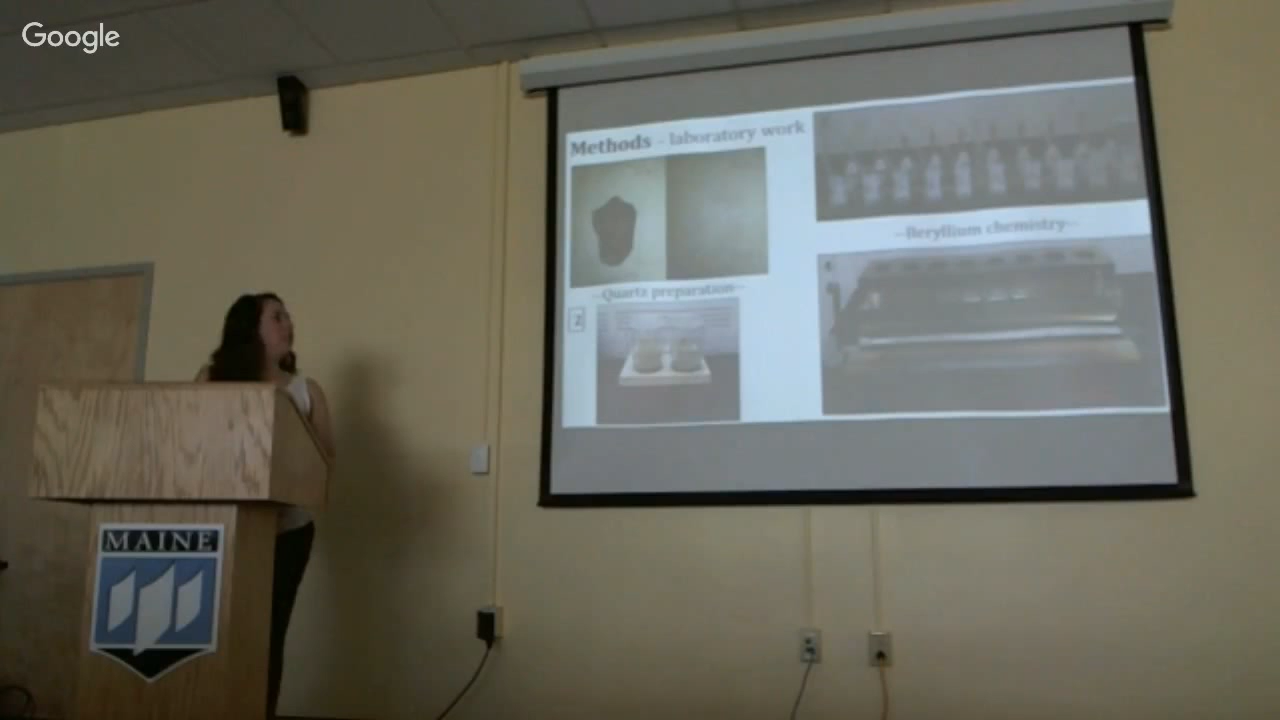 Google
Methods - laboratory work
--Beryllium chemistry--
--Quartz preparation--
MAINE